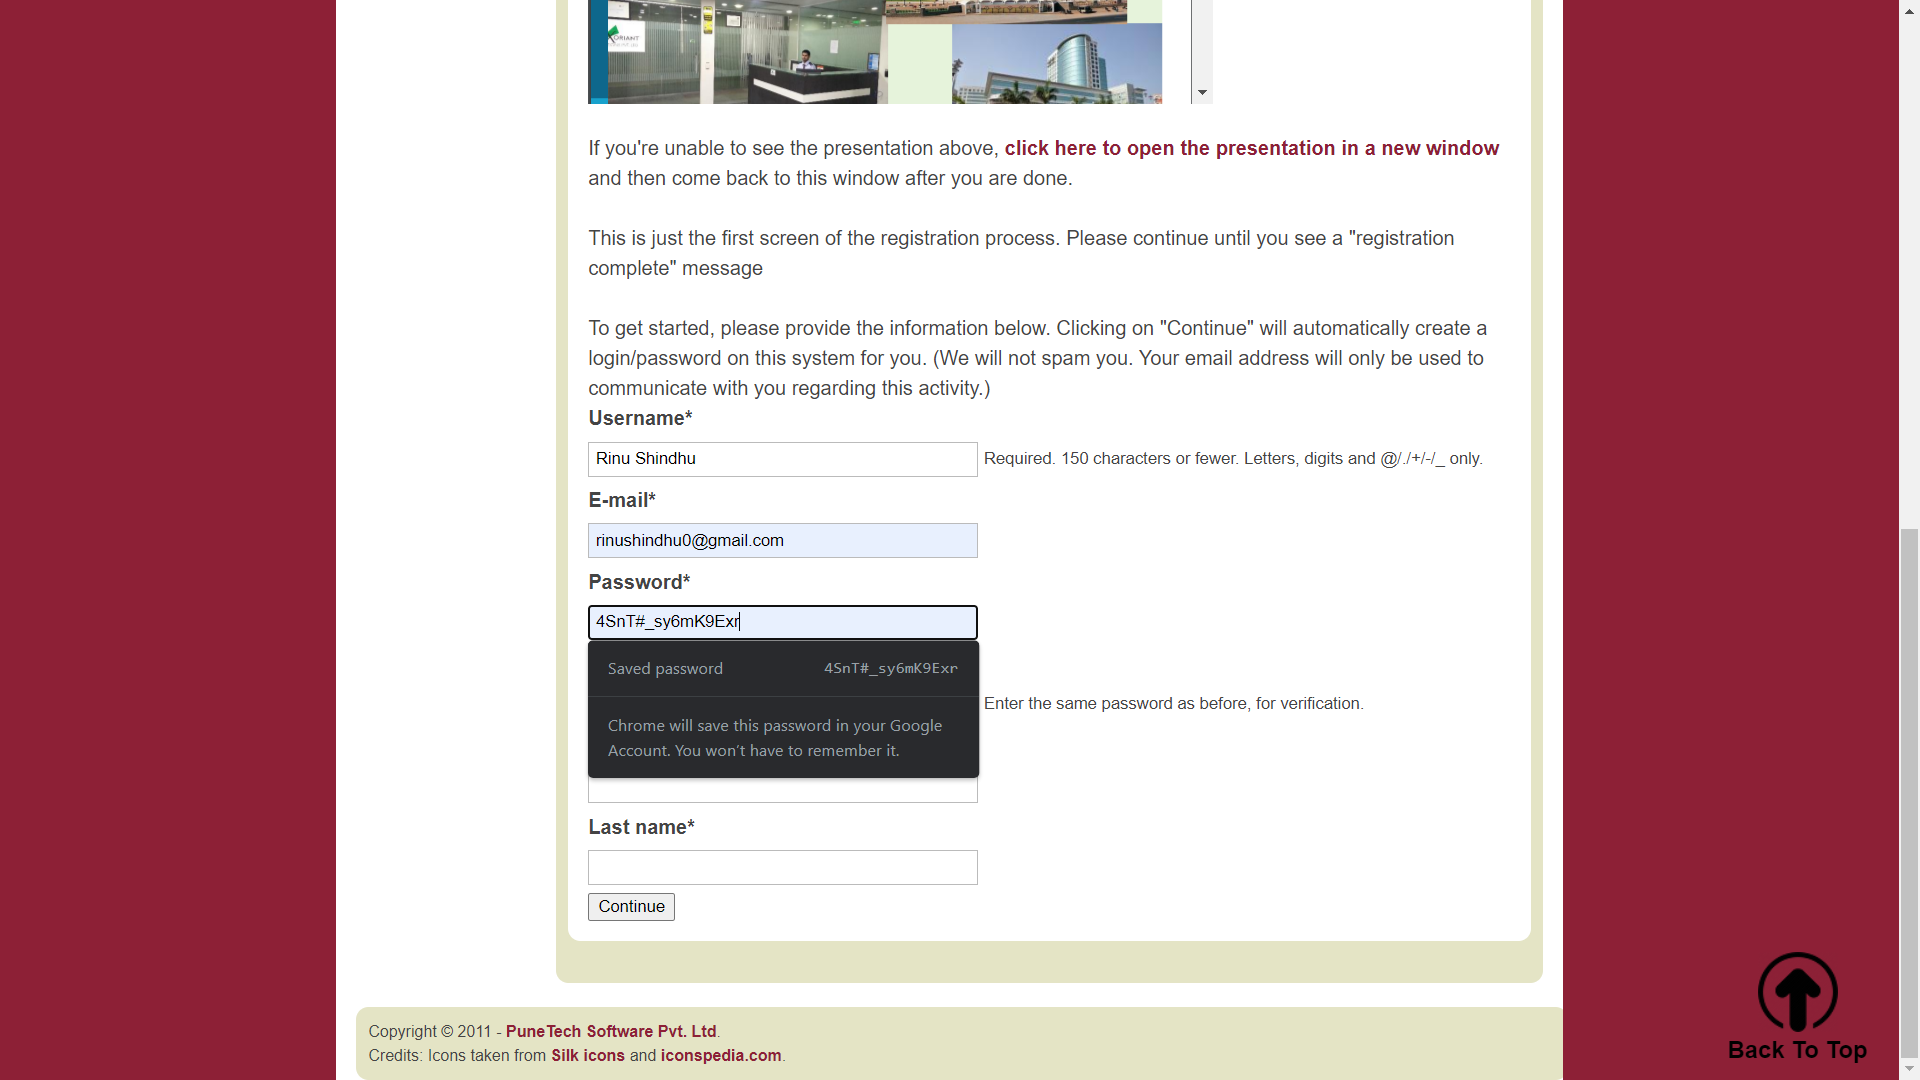 ORIANT
If you're unable to see the presentation above, click here to open the presentation in a new window
and then come back to this window after you are done.
This is just the first screen of the registration process. Please continue until you see a "registration
complete" message
To get started, please provide the information below. Clicking on "Continue" will automatically create a
login/password on this system for you. (We will not spam you. Your email address will only be used to
communicate with you regarding this activity.)
Username*
Rinu Shindhu
Required. 150 characters or fewer. Letters, digits and @/./+/-/_ only.
E-mail*
rinushindhu0@gmail.com
Password*
4SnT#_sy6mK9Exr
Saved password 4SnT#_sy6mK9Exr
Enter the same password as before, for verification.
Chrome will save this password in your Google
Account. You won't have to remember it.
Last name*
Continue
Back To Top
Copyright © 2011 - PuneTech Software Pvt. Ltd.
Credits: Icons taken from Silk icons and iconspedia.com.